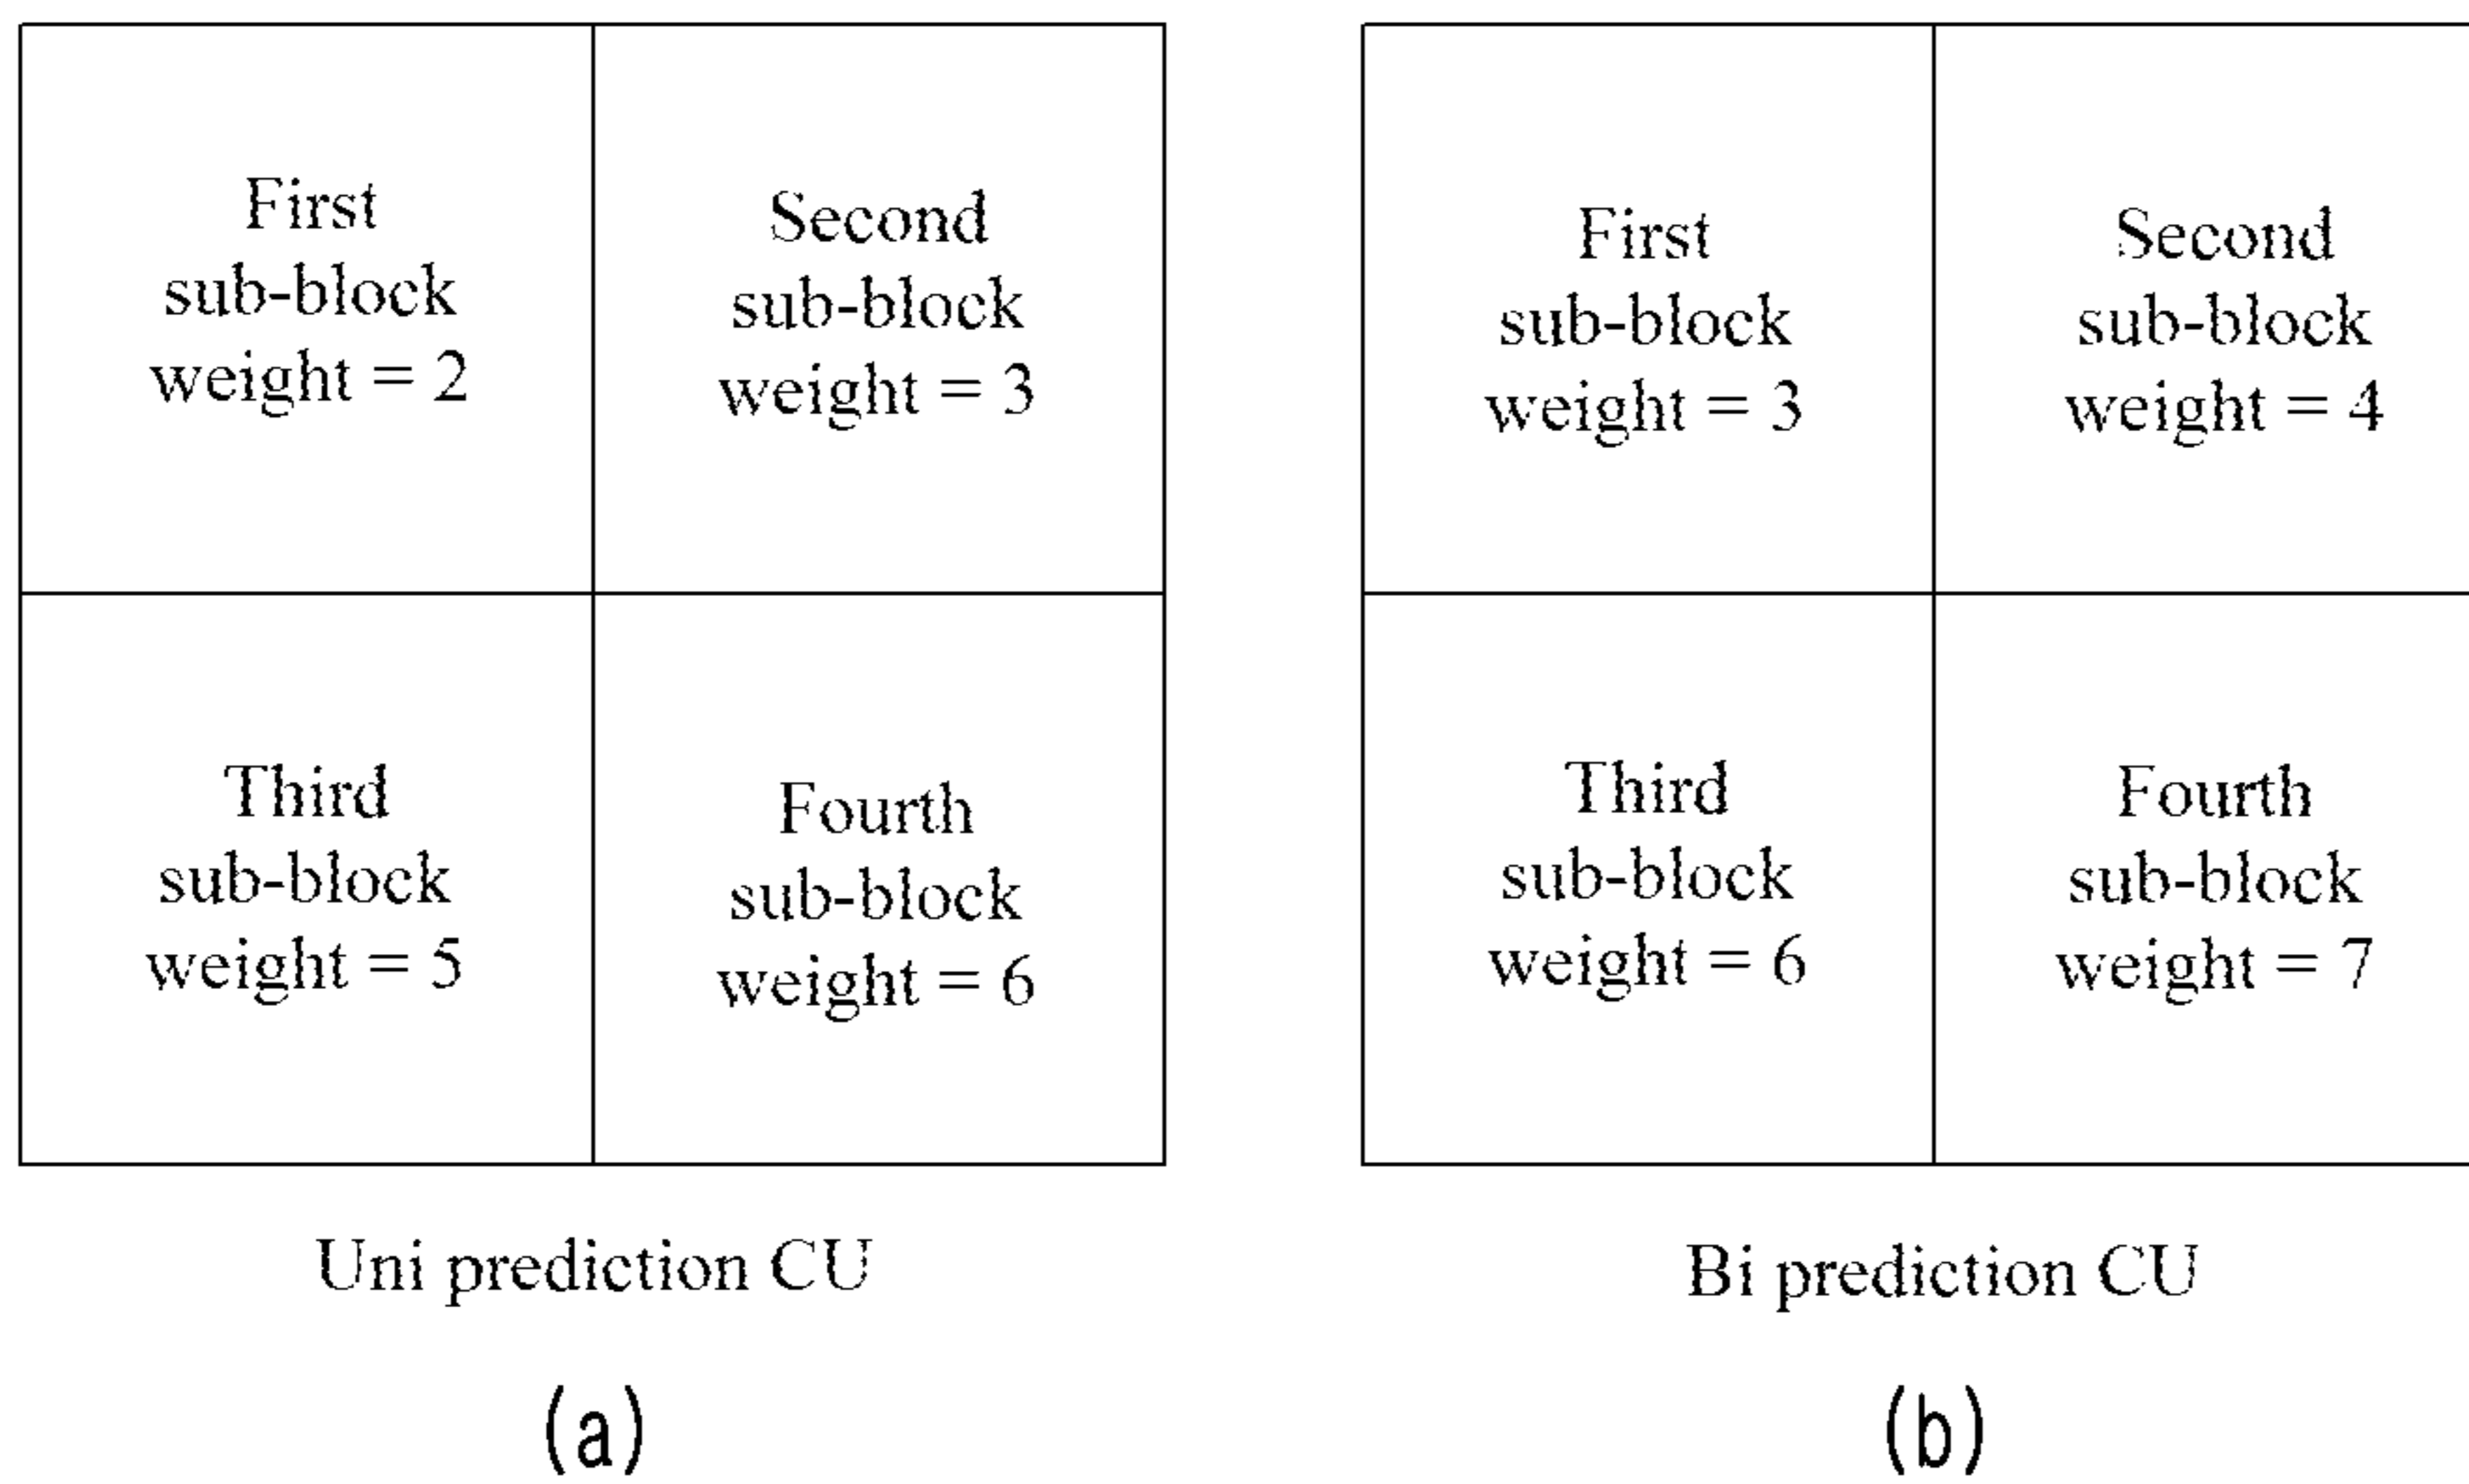 First
sub-block
weight = 2
Second
sub-block
weight = 3
Third
sub-block
weight = 5
Fourth
sub-block
weight = 6
Uni prediction CU
(a)
First
sub-block
weight = 3
Second
sub-block
weight = 4
Third
sub-block
weight = 6
Fourth
sub-block
weight = 7
Bi prediction CU
(b)